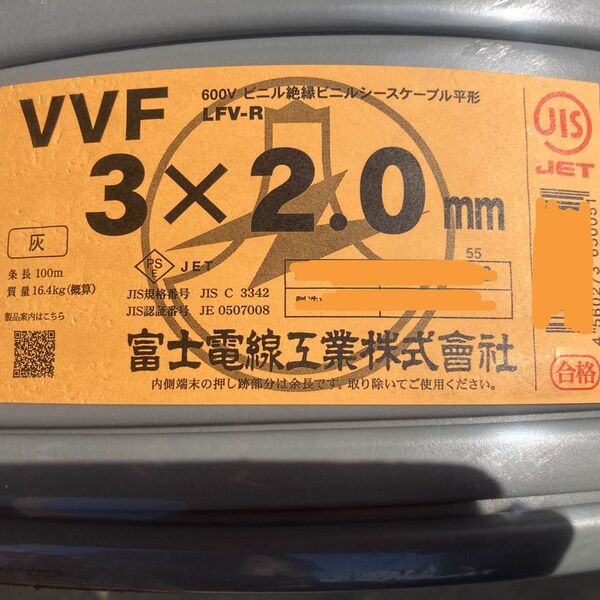 VVF
600V ビニル絶縁ビニルシースケーブル平形
LFV-R
3×2.0mm
灰
条長 100m
質量 16.4kg(概算)
製品案内はこちら
PS
E
JET
55
JIS規格番号 JIS C 3342
JIS認証番号 JE 0507008
富士電線工業株式會社
内側端末の押し跡部分は余長です。取り除いてご使用ください。
JIS
JET
4 560273 050051
合格